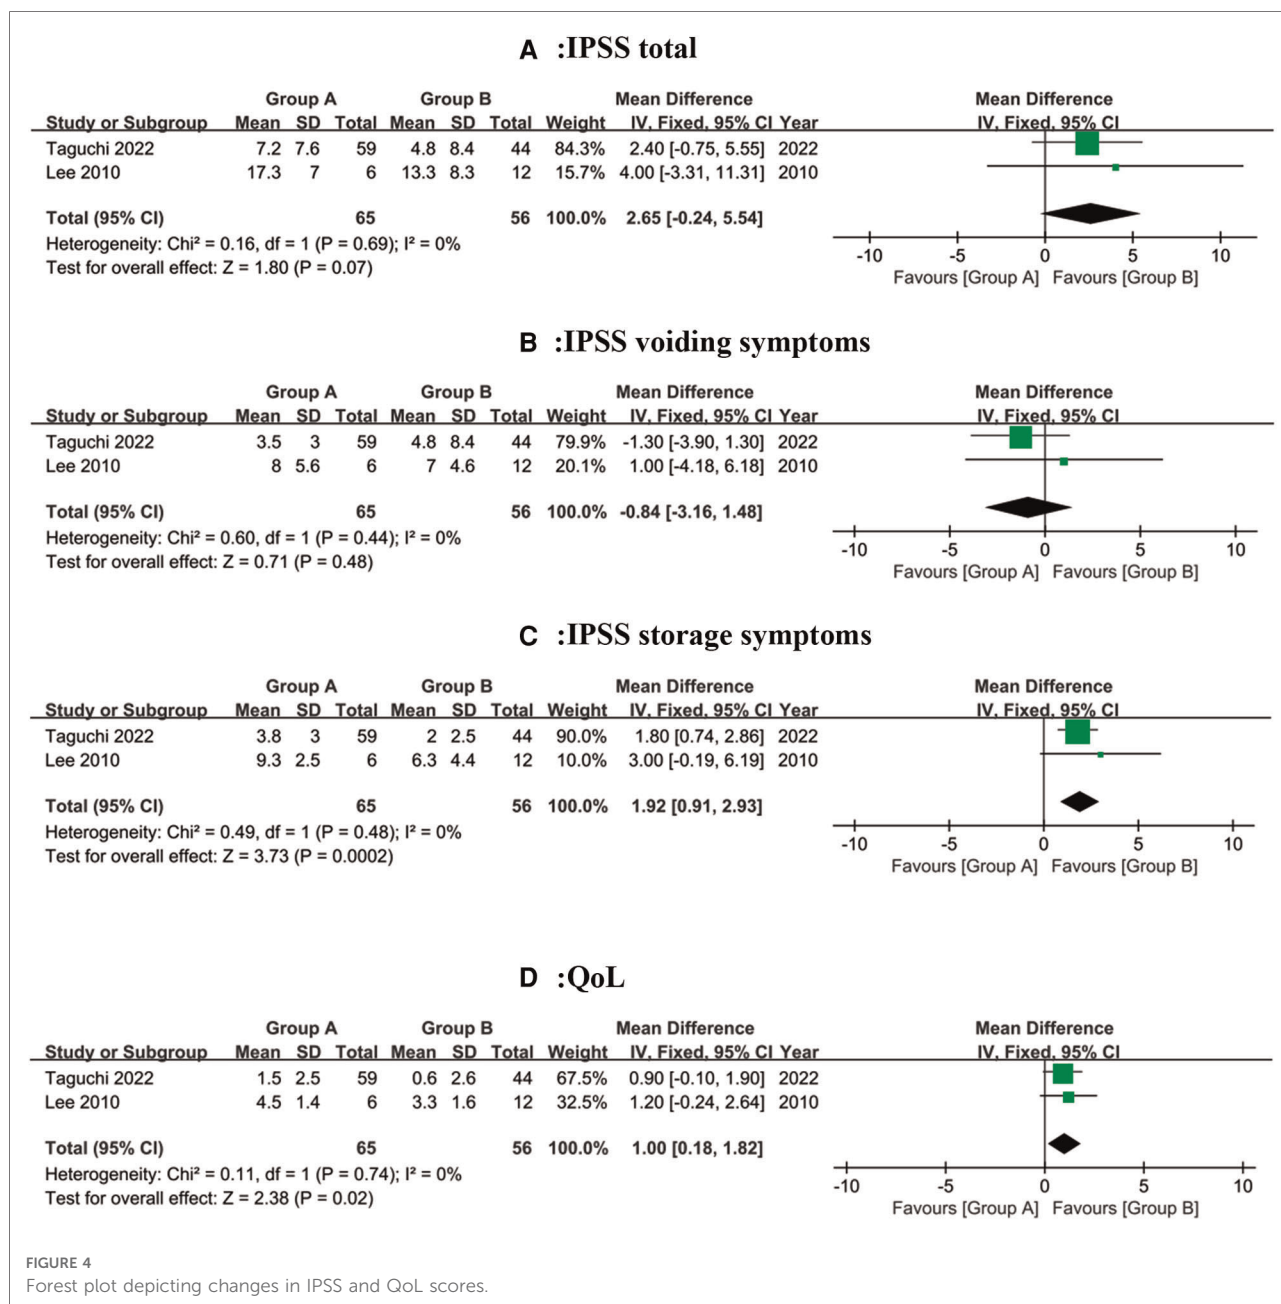 A :IPSS total
Group A Group B Mean Difference Mean Difference
Study or Subgroup Mean SD Total Mean SD Total Weight IV, Fixed, 95% CI Year IV, Fixed, 95% CI
Taguchi 2022 7.2 7.6 59 4.8 8.4 44 84.3% 2.40 [-0.75, 5.55] 2022
Lee 2010 17.3 7 6 13.3 8.3 12 15.7% 4.00 [-3.31, 11.31] 2010
Total (95% CI) 65 56 100.0% 2.65 [-0.24, 5.54]
Heterogeneity: Chi² = 0.16, df = 1 (P = 0.69); I² = 0%
Test for overall effect: Z = 1.80 (P = 0.07)
-10 -5 0 5 10
Favours [Group A] Favours [Group B]
B :IPSS voiding symptoms
Group A Group B Mean Difference Mean Difference
Study or Subgroup Mean SD Total Mean SD Total Weight IV, Fixed, 95% CI Year IV, Fixed, 95% CI
Taguchi 2022 3.5 3 59 4.8 8.4 44 79.9% -1.30 [-3.90, 1.30] 2022
Lee 2010 8 5.6 6 7 4.6 12 20.1% 1.00 [-4.18, 6.18] 2010
Total (95% CI) 65 56 100.0% -0.84 [-3.16, 1.48]
Heterogeneity: Chi² = 0.60, df = 1 (P = 0.44); I² = 0%
Test for overall effect: Z = 0.71 (P = 0.48)
-10 -5 0 5 10
Favours [Group A] Favours [Group B]
C :IPSS storage symptoms
Group A Group B Mean Difference Mean Difference
Study or Subgroup Mean SD Total Mean SD Total Weight IV, Fixed, 95% CI Year IV, Fixed, 95% CI
Taguchi 2022 3.8 3 59 2 2.5 44 90.0% 1.80 [0.74, 2.86] 2022
Lee 2010 9.3 2.5 6 6.3 4.4 12 10.0% 3.00 [-0.19, 6.19] 2010
Total (95% CI) 65 56 100.0% 1.92 [0.91, 2.93]
Heterogeneity: Chi² = 0.49, df = 1 (P = 0.48); I² = 0%
Test for overall effect: Z = 3.73 (P = 0.0002)
-10 -5 0 5 10
Favours [Group A] Favours [Group B]
D :QoL
Group A Group B Mean Difference Mean Difference
Study or Subgroup Mean SD Total Mean SD Total Weight IV, Fixed, 95% CI Year IV, Fixed, 95% CI
Taguchi 2022 1.5 2.5 59 0.6 2.6 44 67.5% 0.90 [-0.10, 1.90] 2022
Lee 2010 4.5 1.4 6 3.3 1.6 12 32.5% 1.20 [-0.24, 2.64] 2010
Total (95% CI) 65 56 100.0% 1.00 [0.18, 1.82]
Heterogeneity: Chi² = 0.11, df = 1 (P = 0.74); I² = 0%
Test for overall effect: Z = 2.38 (P = 0.02)
-10 -5 0 5 10
Favours [Group A] Favours [Group B]
FIGURE 4
Forest plot depicting changes in IPSS and QoL scores.